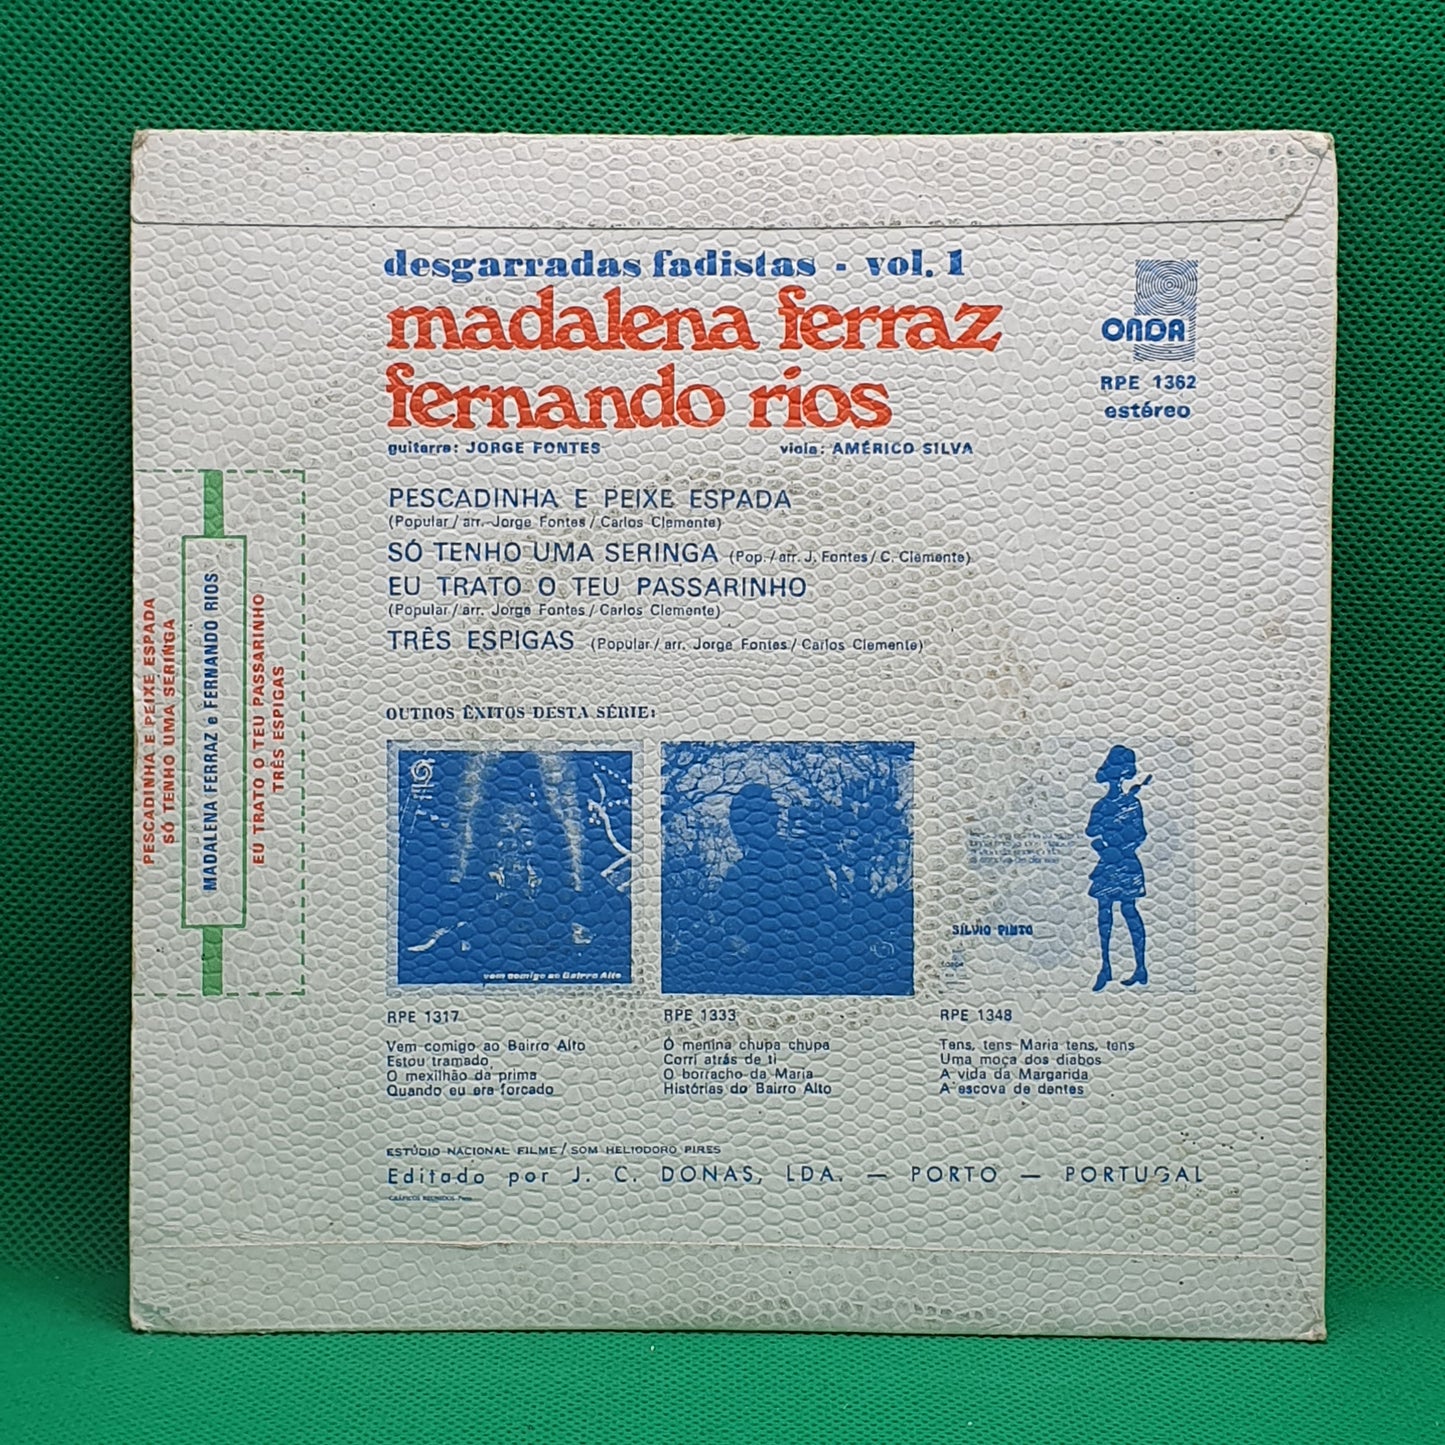 desgarradas fadistas - vol. 1
madalena ferraz
fernando rios
guitarra: JORGE FONTES
viola: AMÉRICO SILVA
ONDA
RPE 1362
estéreo
PESCADINHA E PEIXE ESPADA
(Popular / arr. Jorge Fontes / Carlos Clemente)
SÓ TENHO UMA SERINGA (Pop. / arr. J. Fontes / C. Clemente)
EU TRATO O TEU PASSARINHO
(Popular / arr. Jorge Fontes / Carlos Clemente)
TRÊS ESPIGAS (Popular / arr. Jorge Fontes / Carlos Clemente)
PESCADINHA E PEIXE ESPADA
SÓ TENHO UMA SERINGA
MADALENA FERRAZ e FERNANDO RIOS
EU TRATO O TEU PASSARINHO
TRÊS ESPIGAS
OUTROS ÊXITOS DESTA SÉRIE:
vem comigo ao Bairro Alto
SÍLVIO PINTO
RPE 1317
Vem comigo ao Bairro Alto
Estou tramado
O mexilhão da prima
Quando eu era forcado
RPE 1333
Ó menina chupa chupa
Corri atrás de ti
O borracho da Maria
Histórias do Bairro Alto
RPE 1348
Tens, tens Maria tens, tens
Uma moça dos diabos
A vida da Margarida
A escova de dentes
ESTÚDIO NACIONAL FILME / SOM HELIODORO PIRES
Editado por J. C. DONAS, LDA. — PORTO — PORTUGAL
GRÁFICOS REUNIDOS-Porto